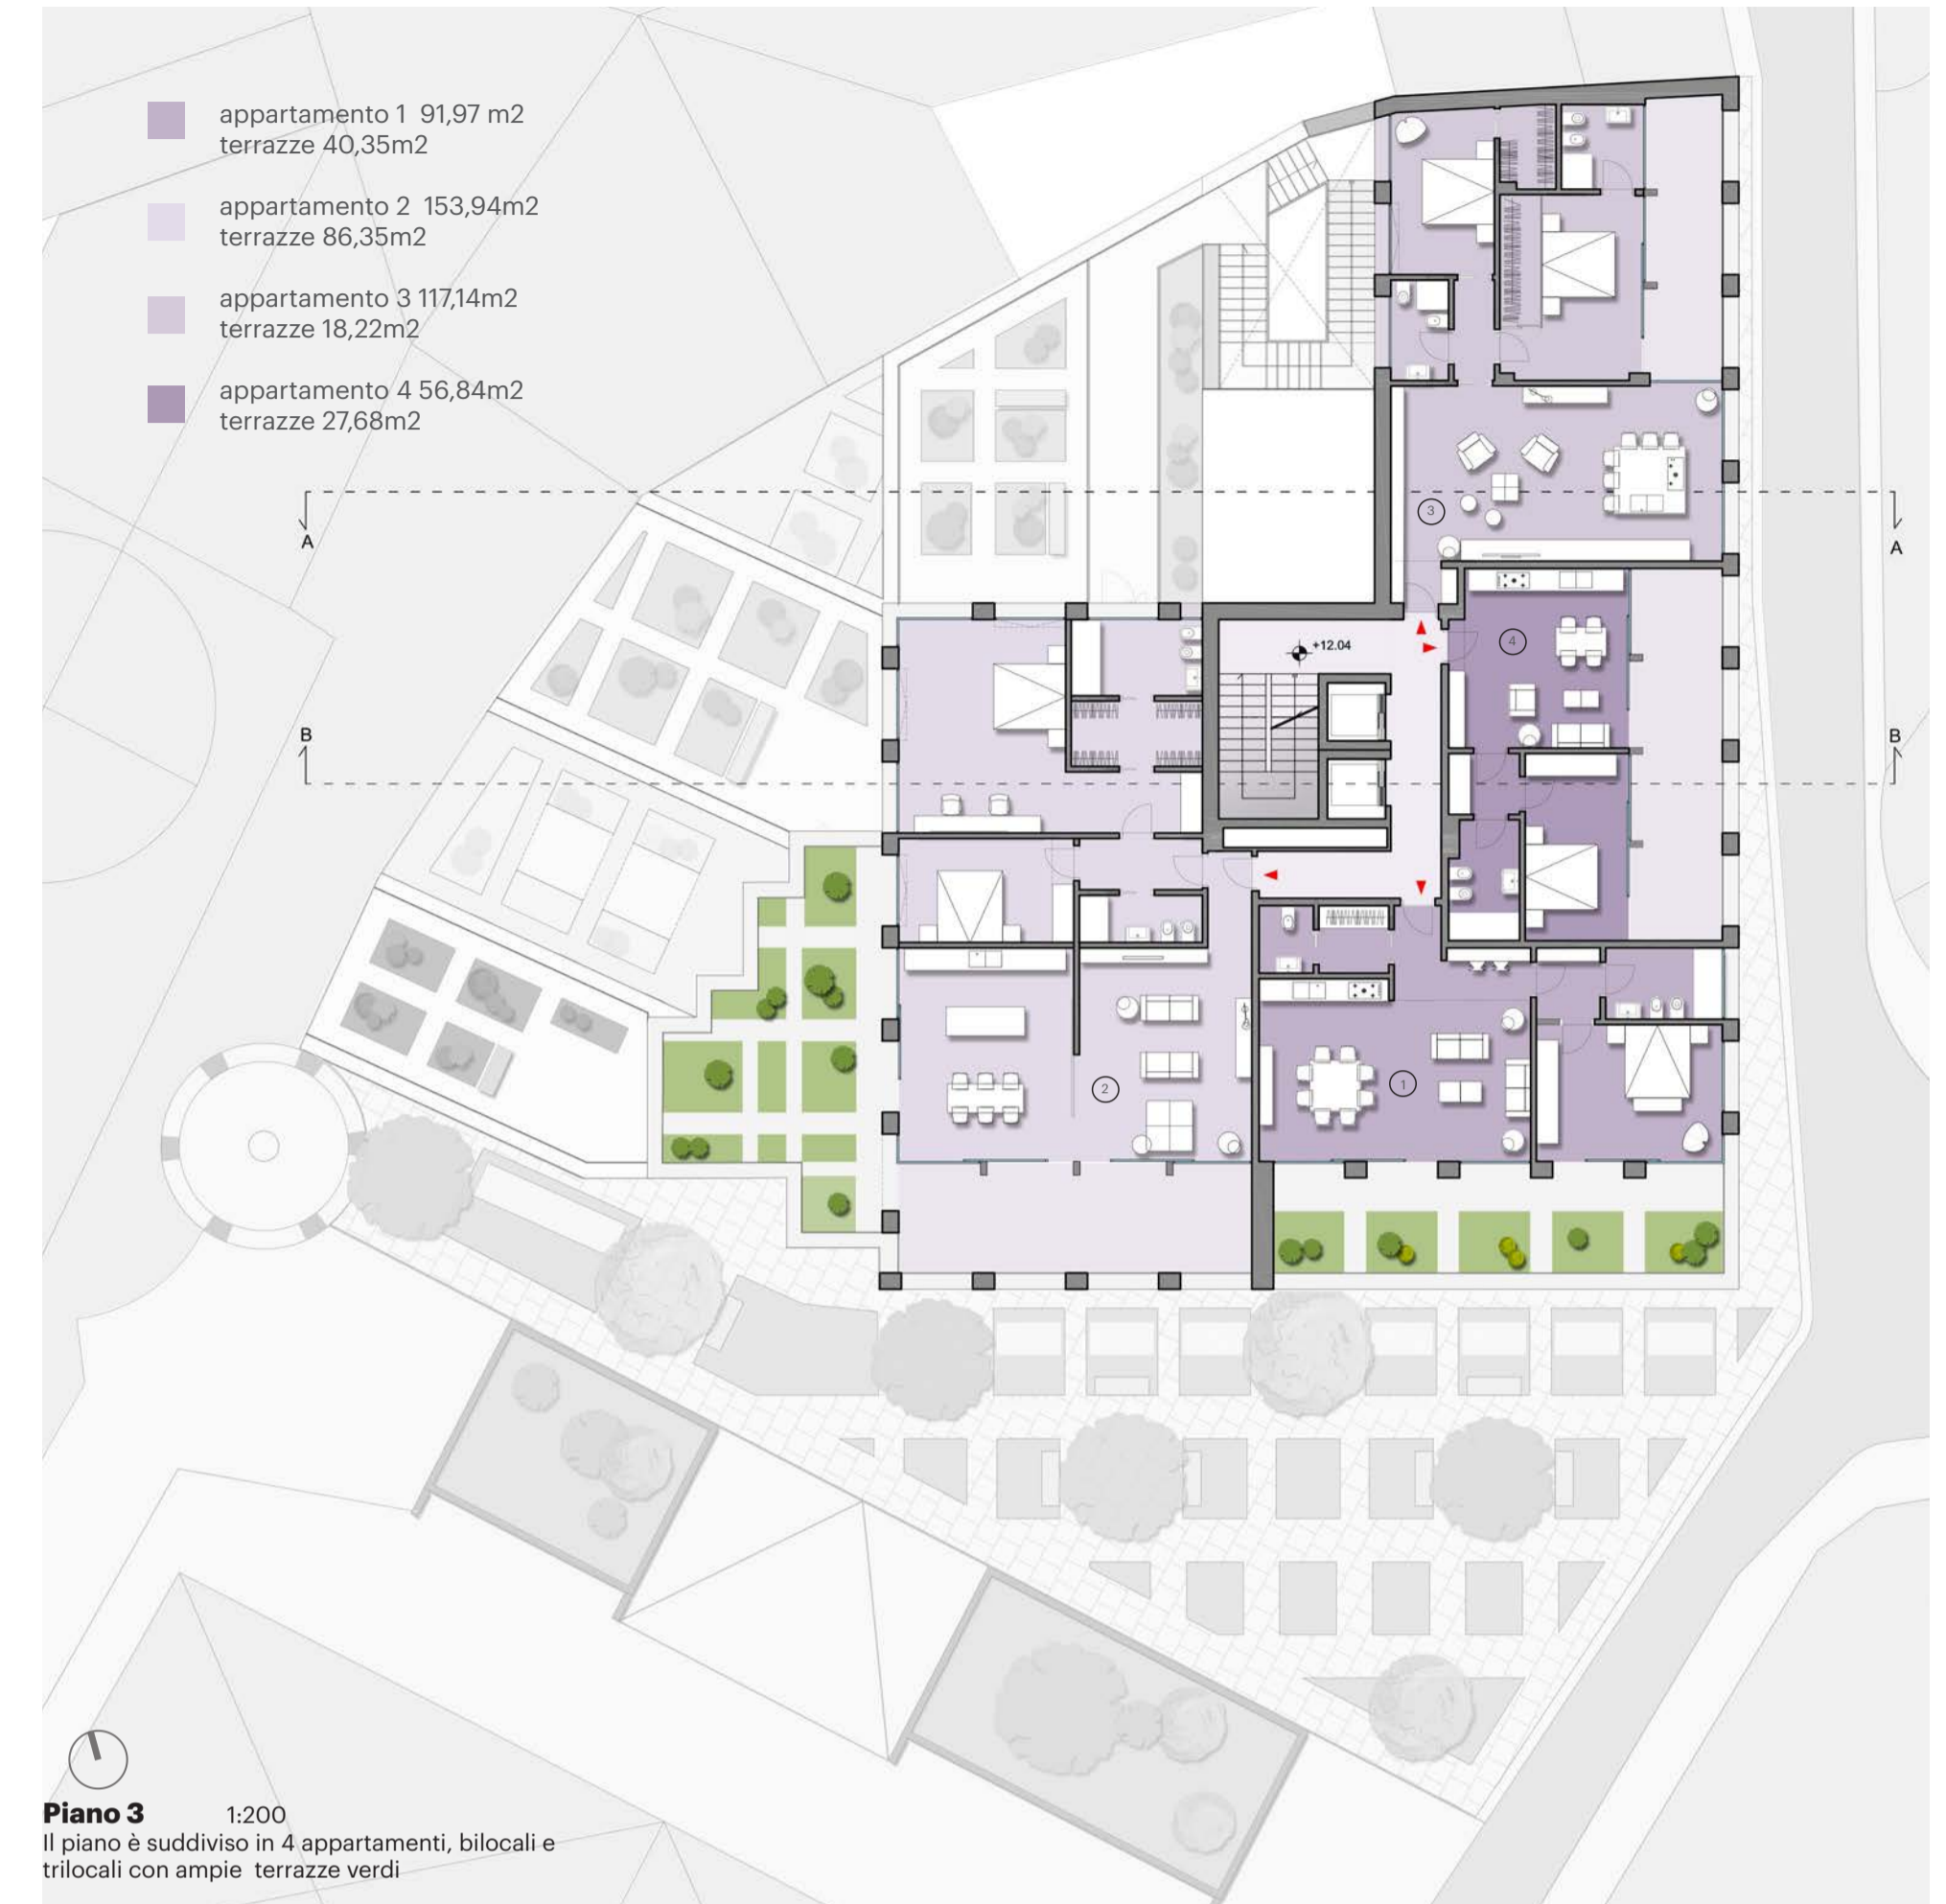 appartamento 1  91,97 m2
terrazze 40,35m2
appartamento 2  153,94m2
terrazze 86,35m2
appartamento 3 117,14m2
terrazze 18,22m2
appartamento 4 56,84m2
terrazze 27,68m2
A
A
3
4
+12.04
B
B
2
1
Piano 3 1:200
Il piano è suddiviso in 4 appartamenti, bilocali e
trilocali con ampie  terrazze verdi